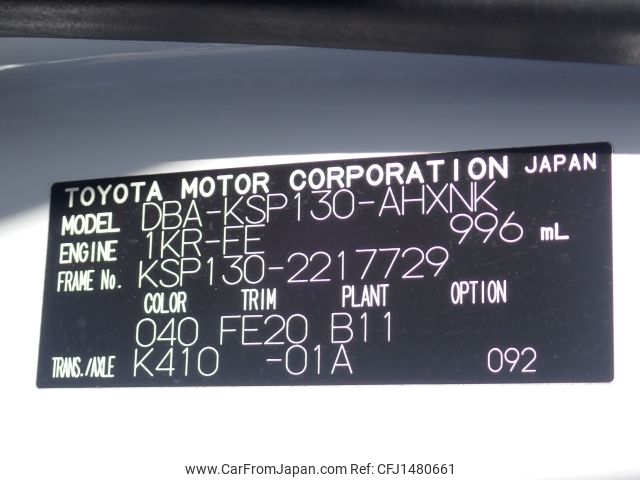 TOYOTA MOTOR CORPORATION JAPAN
MODEL DBA-KSP130-AHXNK
ENGINE 1KR-FE 996 mL
FRAME No. KSP130-2217729
COLOR TRIM PLANT OPTION
040 FE20 B11
TRANS./AXLE K410 -01A 092
www.CarFromJapan.com - CFJ1480661